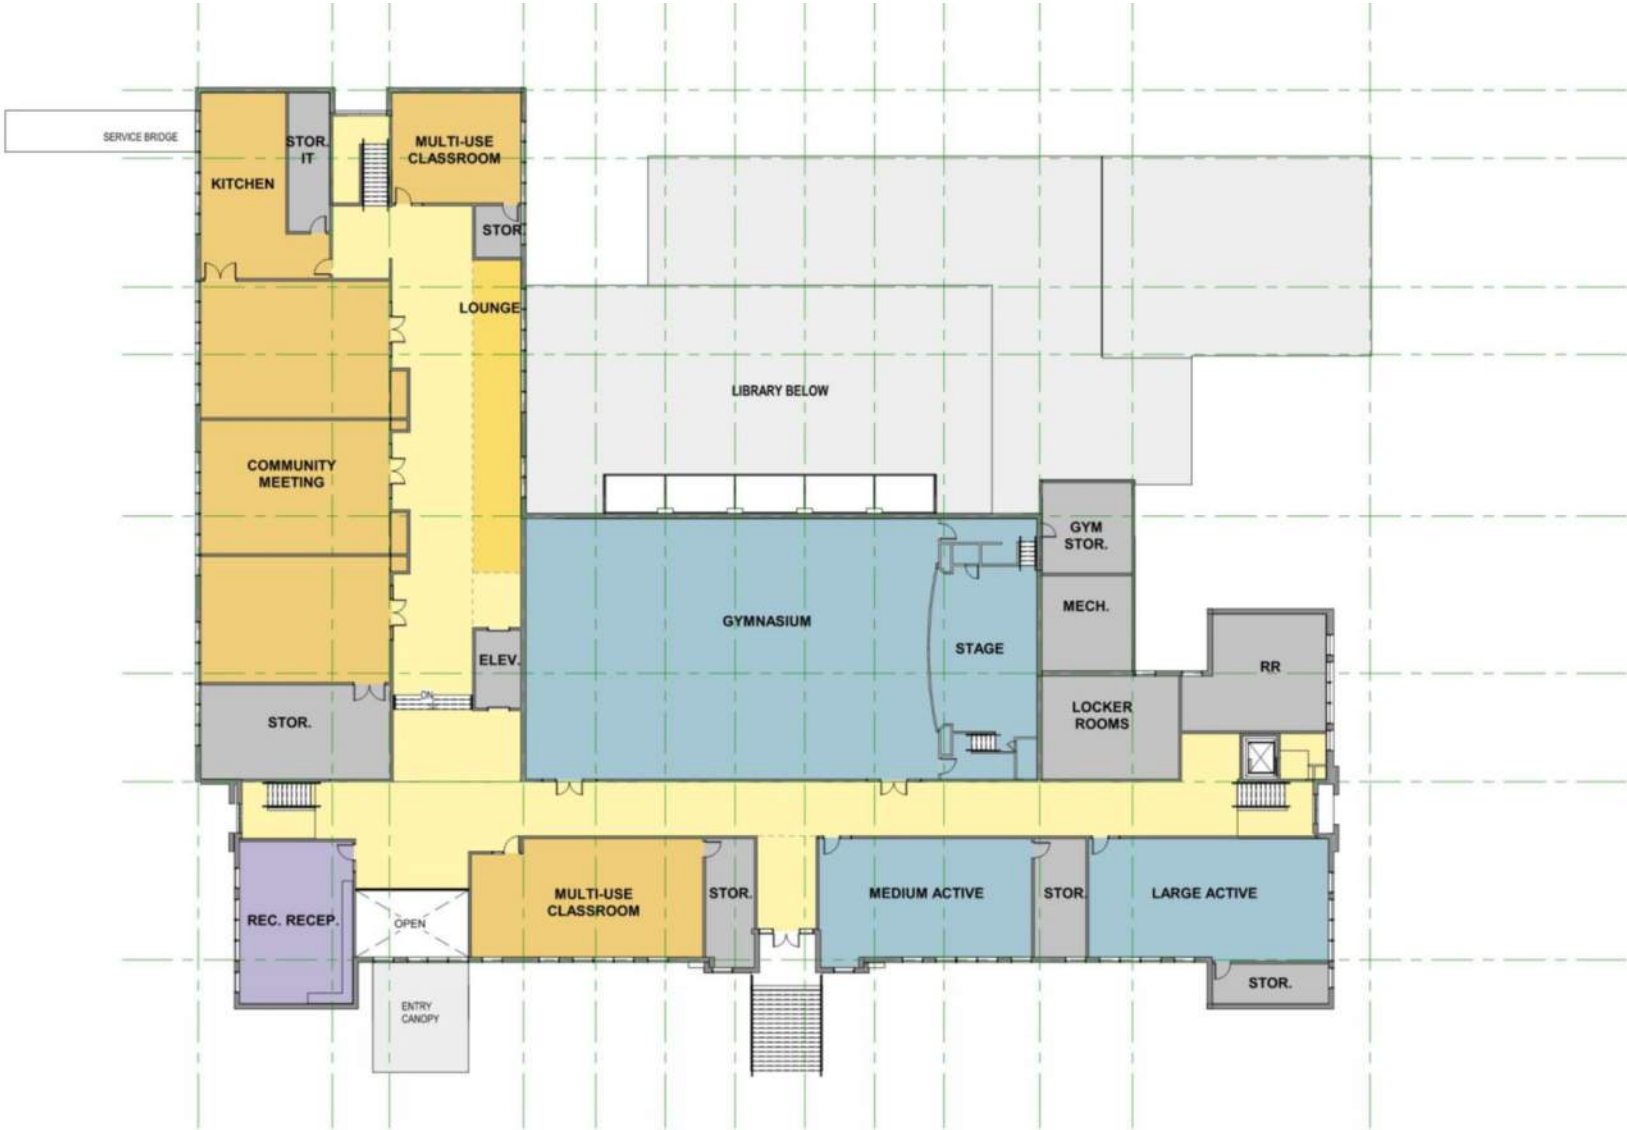 SERVICE BRIDGE
STOR.
IT
MULTI-USE
CLASSROOM
KITCHEN
STOR.
LOUNGE
LIBRARY BELOW
COMMUNITY
MEETING
GYM
STOR.
MECH.
GYMNASIUM
STAGE
ELEV.
RR
DN
STOR.
LOCKER
ROOMS
REC. RECEP.
OPEN
MULTI-USE
CLASSROOM
STOR.
MEDIUM ACTIVE
STOR.
LARGE ACTIVE
STOR.
ENTRY
CANOPY